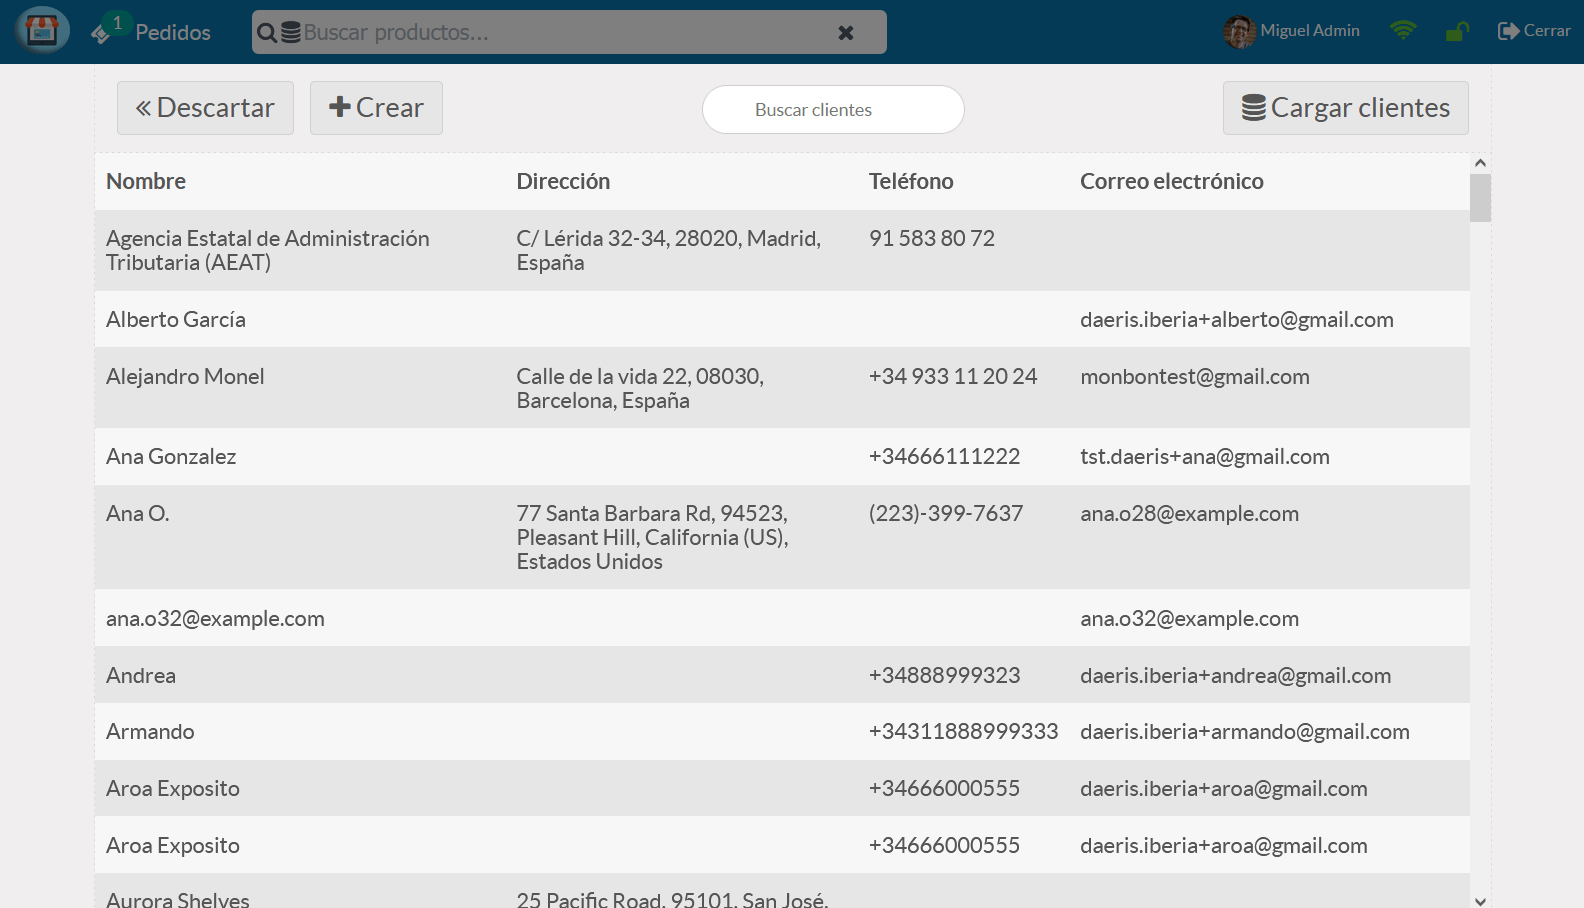 1
Pedidos
Buscar productos...
Miguel Admin
Cerrar
Descartar
Crear
Buscar clientes
Cargar clientes
Nombre Dirección Teléfono Correo electrónico
Agencia Estatal de Administración C/ Lérida 32-34, 28020, Madrid, 91 583 80 72
Tributaria (AEAT) España
Alberto García daeris.iberia+alberto@gmail.com
Alejandro Monel Calle de la vida 22, 08030, +34 933 11 20 24 monbontest@gmail.com
Barcelona, España
Ana Gonzalez +34666111222 tst.daeris+ana@gmail.com
Ana O. 77 Santa Barbara Rd, 94523, (223)-399-7637 ana.o28@example.com
Pleasant Hill, California (US),
Estados Unidos
ana.o32@example.com ana.o32@example.com
Andrea +34888999323 daeris.iberia+andrea@gmail.com
Armando +34311888999333 daeris.iberia+armando@gmail.com
Aroa Exposito +34666000555 daeris.iberia+aroa@gmail.com
Aroa Exposito +34666000555 daeris.iberia+aroa@gmail.com
Aurora Shelves 25 Pacific Road, 95101, San José,